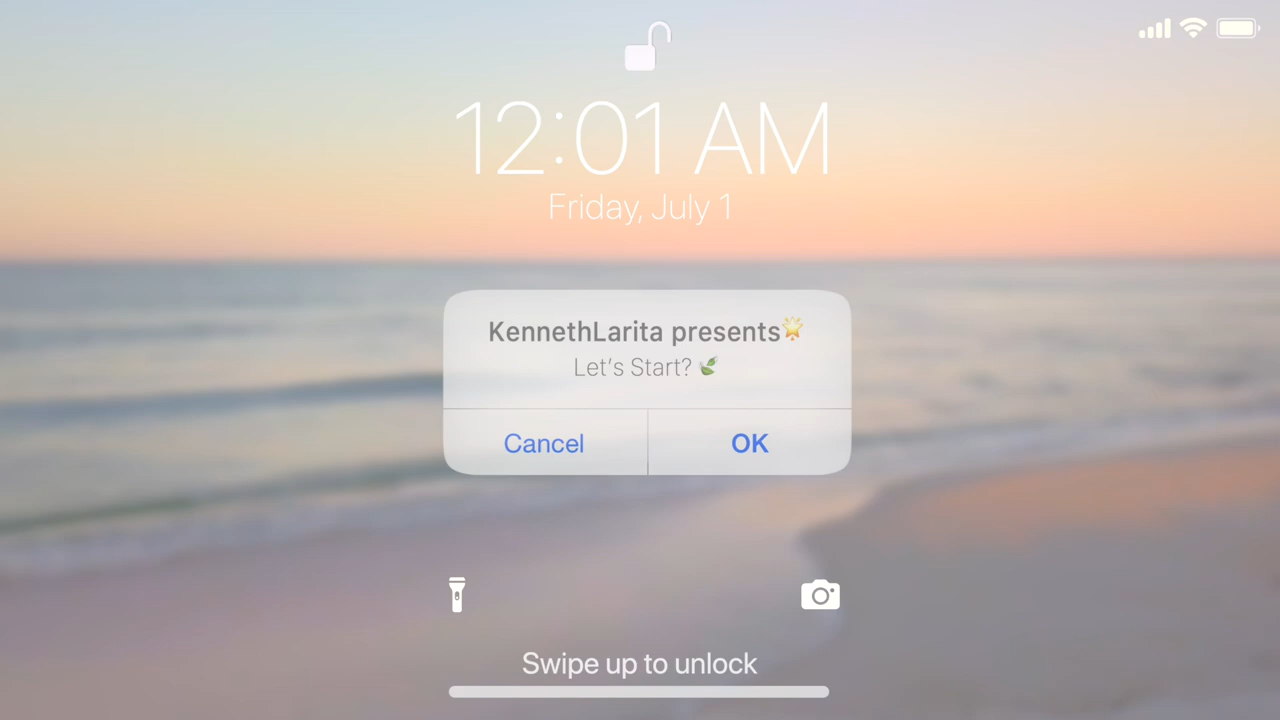 12:01 AM
Friday, July 1
KennethLarita presents🌟
Let's Start? 🍃
Cancel
OK
Swipe up to unlock